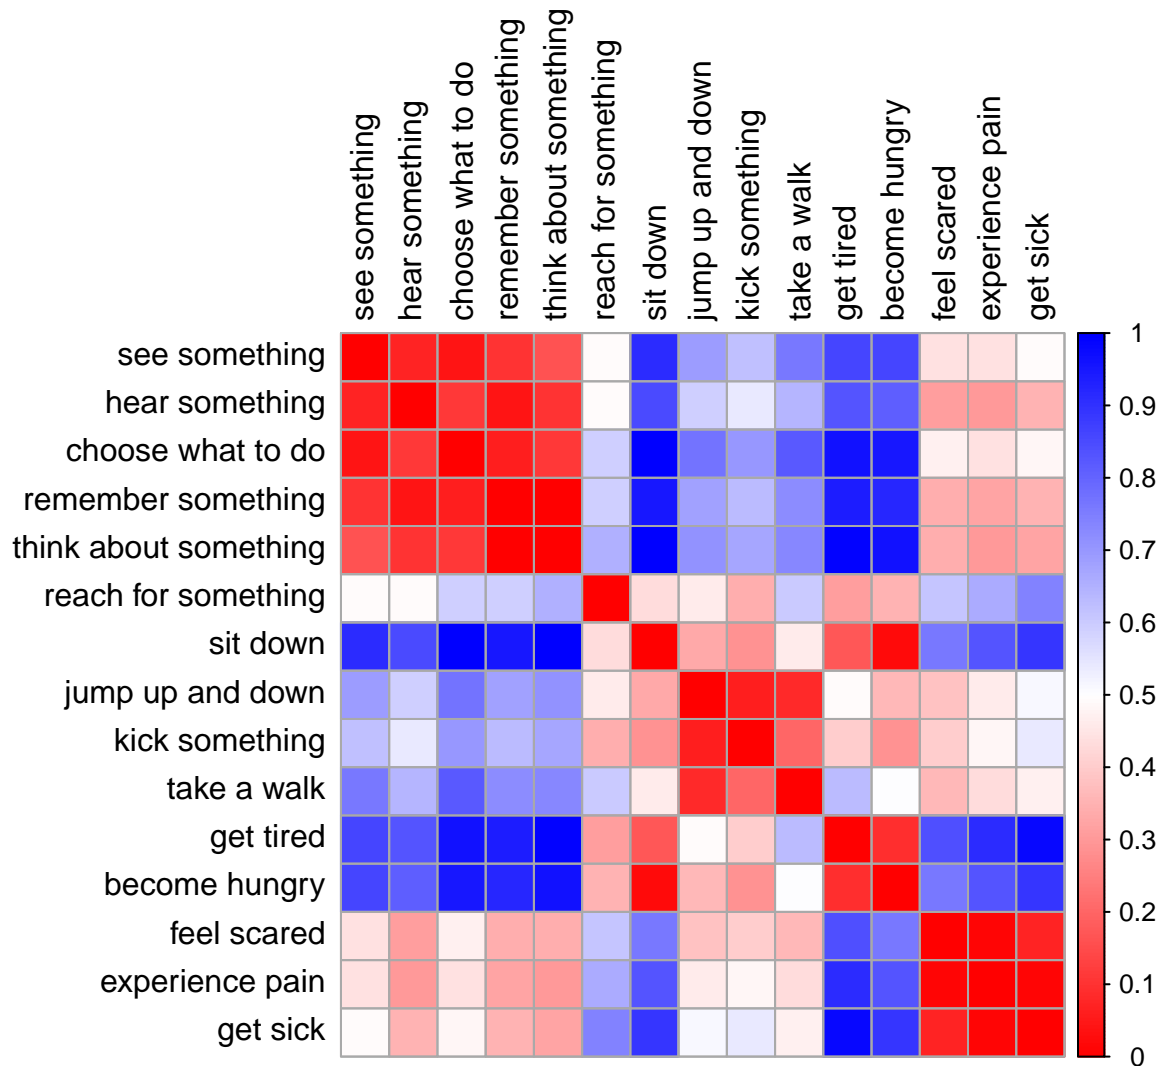 see something
hear something
choose what to do
remember something
think about something
reach for something
sit down
jump up and down
kick something
take a walk
get tired
become hungry
feel scared
experience pain
get sick
see something
hear something
choose what to do
remember something
think about something
reach for something
sit down
jump up and down
kick something
take a walk
get tired
become hungry
feel scared
experience pain
get sick
1
0.9
0.8
0.7
0.6
0.5
0.4
0.3
0.2
0.1
0